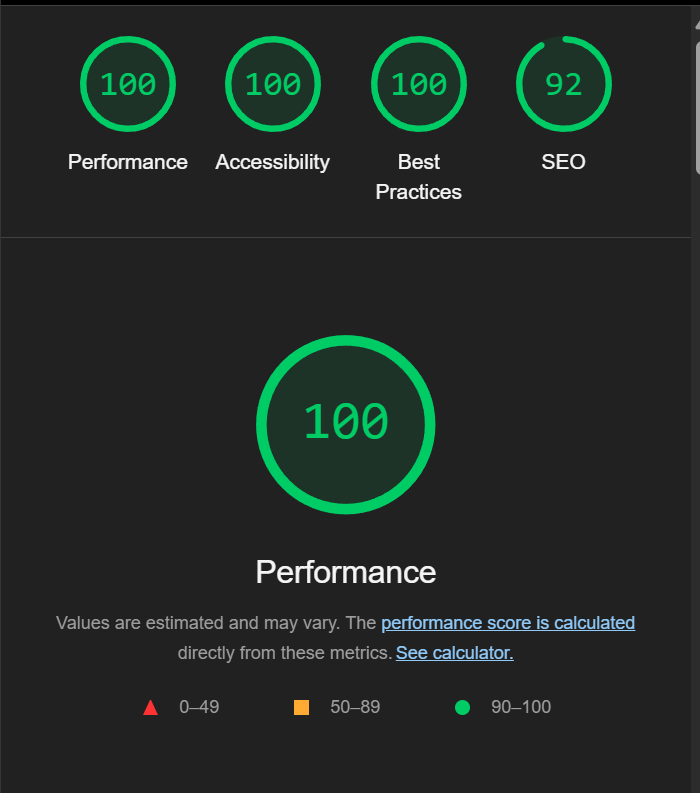 100 100 100 92
Performance Accessibility Best Practices SEO
100
Performance
Values are estimated and may vary. The performance score is calculated
directly from these metrics. See calculator.
0–49 50–89 90–100